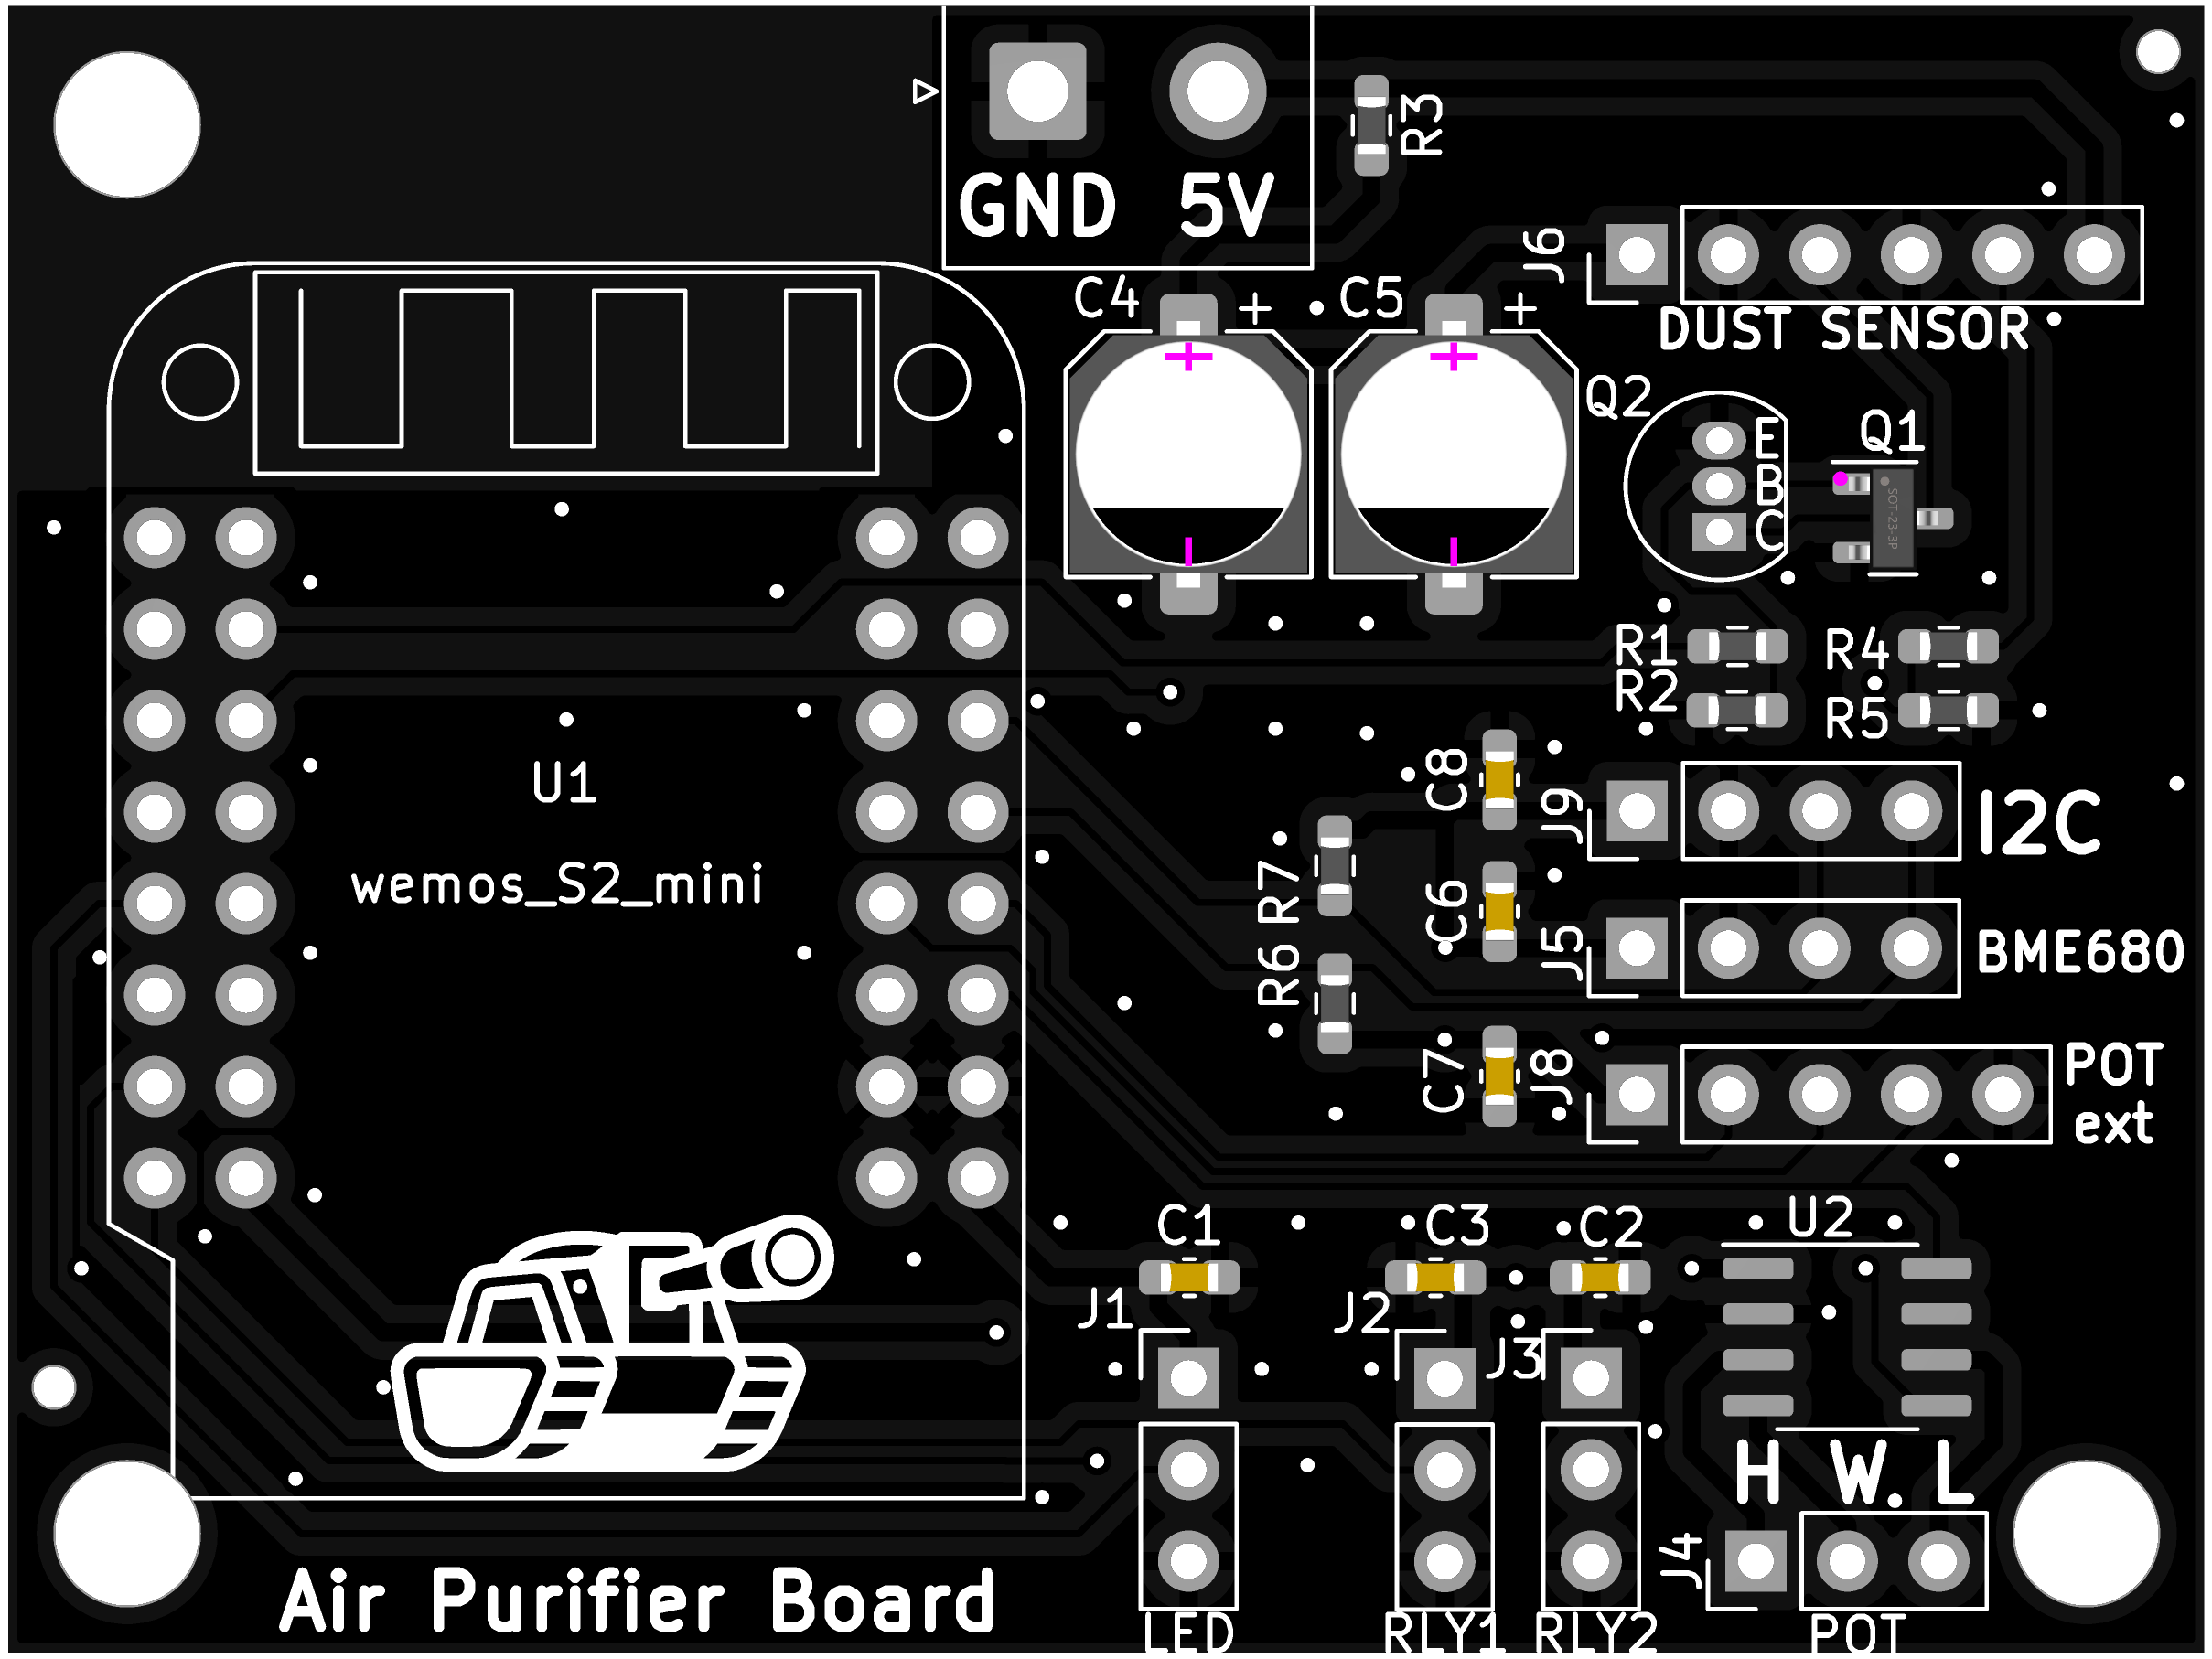 GND 5V
R3
J6
DUST SENSOR
C4 +
C5 +
+
+
Q2
E
B
C
Q1
SOT-23-3P
R1
R2
R4
R5
U1
wemos_S2_mini
C8
J9
I2C
R7
C6
J5
BME680
R6
C7
J8
POT
ext
U2
C1
C3
C2
J1
J2
J3
H W L
J4
Air Purifier Board
LED
RLY1
RLY2
POT